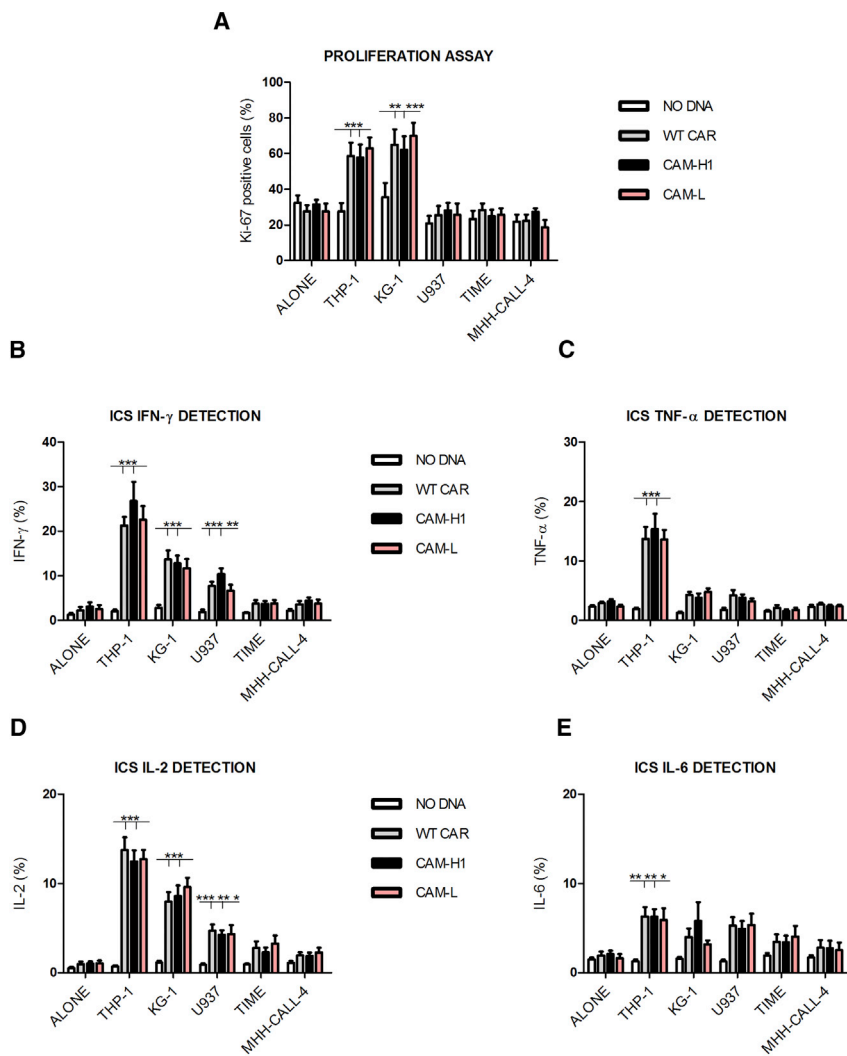 A
PROLIFERATION ASSAY
Ki-67 positive cells (%)
100
80
60
40
20
0
***
** ***
ALONE
THP-1
KG-1
U937
TIME
MHH-CALL-4
NO DNA
WT CAR
CAM-H1
CAM-L
B
ICS IFN-γ DETECTION
IFN-γ (%)
40
30
20
10
0
***
***
*** **
ALONE
THP-1
KG-1
U937
TIME
MHH-CALL-4
NO DNA
WT CAR
CAM-H1
CAM-L
C
ICS TNF-α DETECTION
TNF-α (%)
30
20
10
0
***
ALONE
THP-1
KG-1
U937
TIME
MHH-CALL-4
D
ICS IL-2 DETECTION
IL-2 (%)
20
10
0
***
***
*** ** *
ALONE
THP-1
KG-1
U937
TIME
MHH-CALL-4
NO DNA
WT CAR
CAM-H1
CAM-L
E
ICS IL-6 DETECTION
IL-6 (%)
20
10
0
** ** *
ALONE
THP-1
KG-1
U937
TIME
MHH-CALL-4